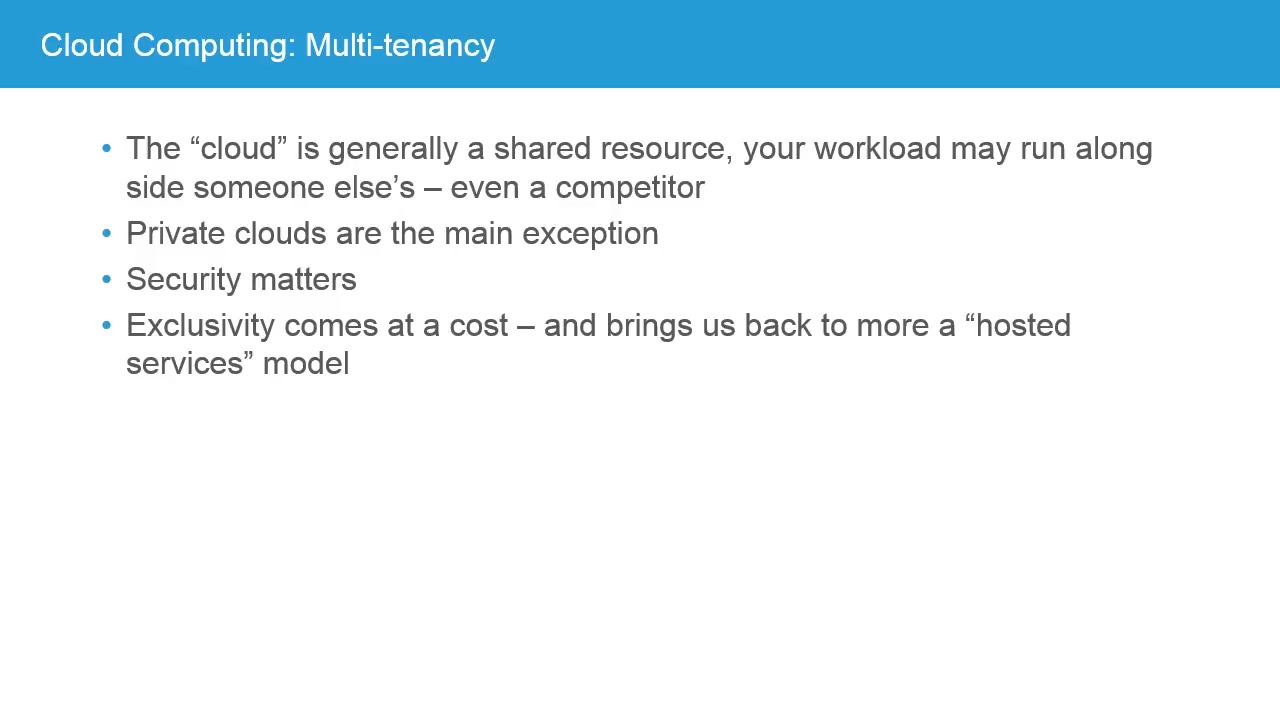 Cloud Computing: Multi-tenancy
• The “cloud” is generally a shared resource, your workload may run along
side someone else’s – even a competitor
• Private clouds are the main exception
• Security matters
• Exclusivity comes at a cost – and brings us back to more a “hosted
services” model